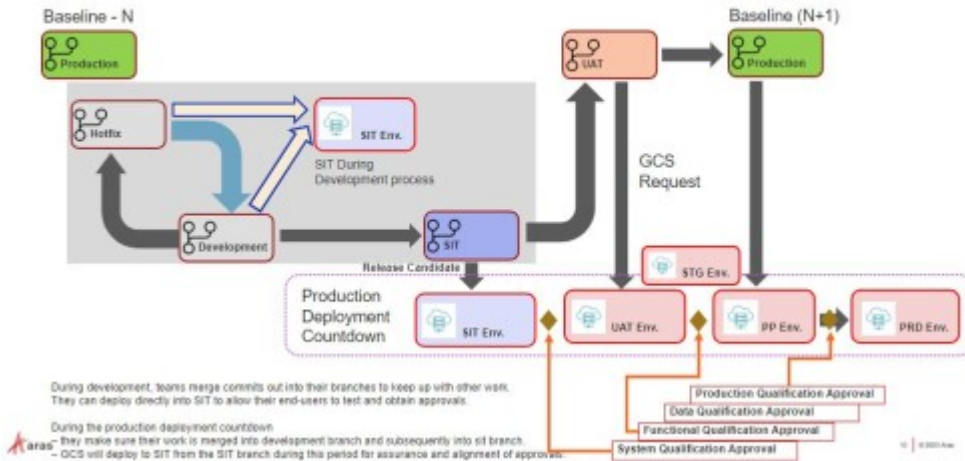 Baseline - N
Baseline (N+1)
Production
UAT
Production
Hotfix
SIT Env.
SIT During
Development process
GCS
Request
Development
SIT
Release Candidate
STG Env.
Production
Deployment
Countdown
SIT Env.
UAT Env.
PP Env.
PRD Env.
During development, teams merge commits out into their branches to keep up with other work.
They can deploy directly into SIT to allow their end-users to test and obtain approvals.
During the production deployment countdown
– they make sure their work is merged into development branch and subsequently into sit branch.
– GCS will deploy to SIT from the SIT branch during this period for assurance and alignment of approvals.
Production Qualification Approval
Data Qualification Approval
Functional Qualification Approval
System Qualification Approval
aras
Aras